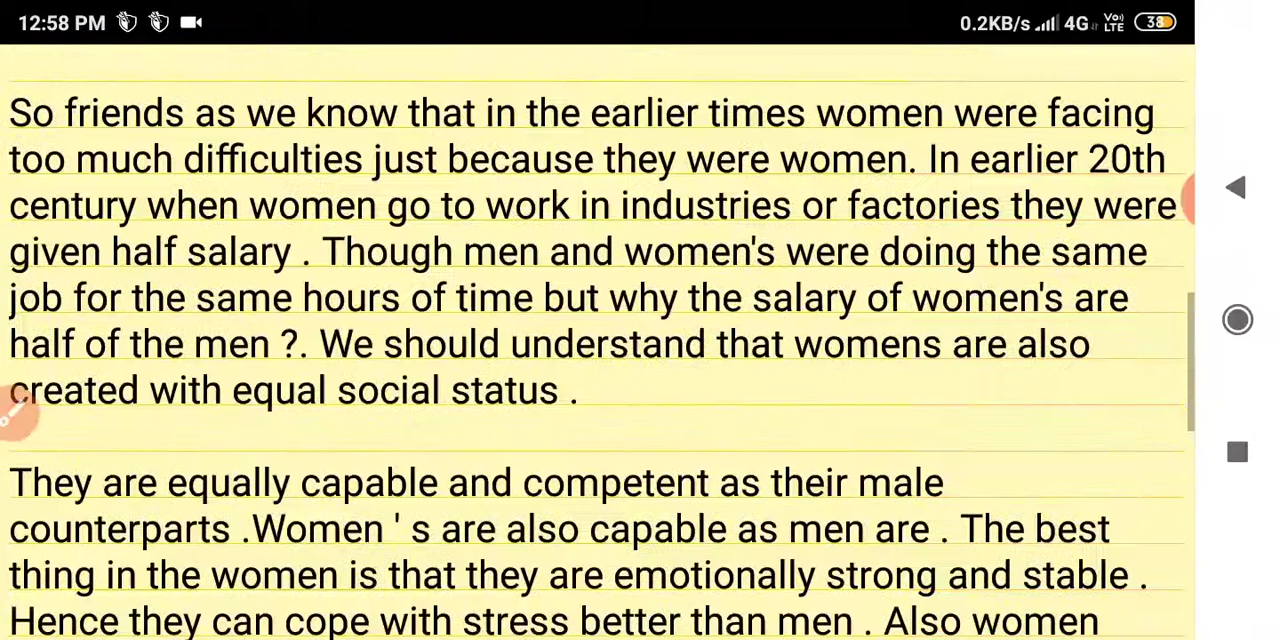 12:58 PM 0.2KB/s 4G Vo) LTE 38
So friends as we know that in the earlier times women were facing
too much difficulties just because they were women. In earlier 20th
century when women go to work in industries or factories they were
given half salary . Though men and women's were doing the same
job for the same hours of time but why the salary of women's are
half of the men ?. We should understand that womens are also
created with equal social status .
They are equally capable and competent as their male
counterparts .Women ' s are also capable as men are . The best
thing in the women is that they are emotionally strong and stable .
Hence they can cope with stress better than men . Also women